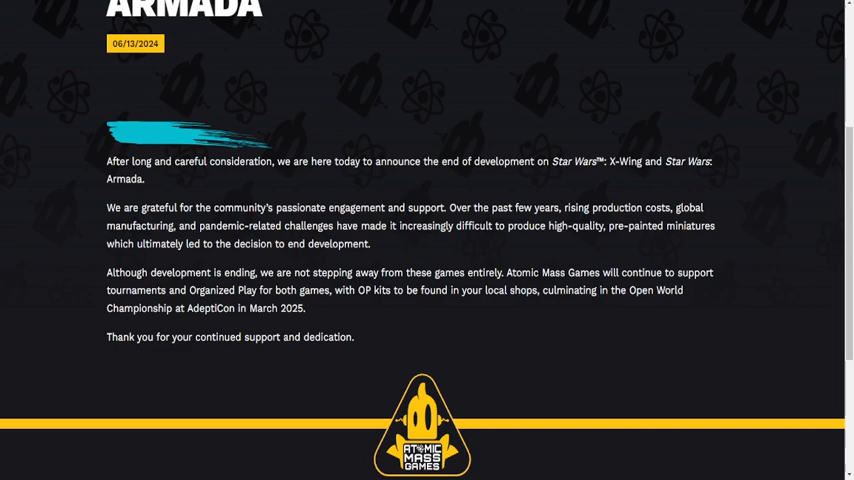 ARMADA
06/13/2024
After long and careful consideration, we are here today to announce the end of development on Star Wars™: X-Wing and Star Wars:
Armada.
We are grateful for the community's passionate engagement and support. Over the past few years, rising production costs, global
manufacturing, and pandemic-related challenges have made it increasingly difficult to produce high-quality, pre-painted miniatures
which ultimately led to the decision to end development.
Although development is ending, we are not stepping away from these games entirely. Atomic Mass Games will continue to support
tournaments and Organized Play for both games, with OP kits to be found in your local shops, culminating in the Open World
Championship at AdeptiCon in March 2025.
Thank you for your continued support and dedication.
ATOMIC
MASS
GAMES